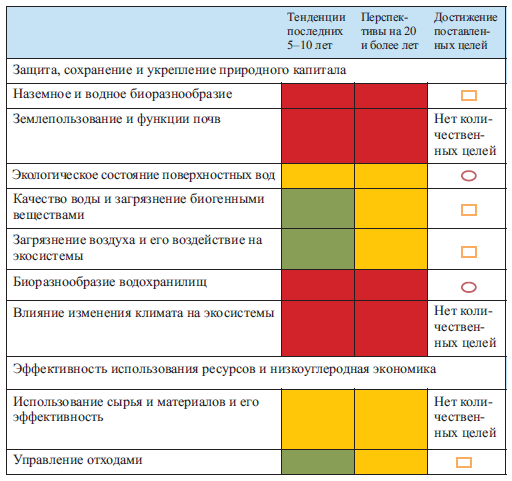 Тенденции
последних
5–10 лет
Перспек-
тивы на 20
и более лет
Достижение
поставлен-
ных целей
Защита, сохранение и укрепление природного капитала
Наземное и водное биоразнообразие
Землепользование и функции почв
Нет коли-
чествен-
ных целей
Экологическое состояние поверхностных вод
Качество воды и загрязнение биогенными
веществами
Загрязнение воздуха и его воздействие на
экосистемы
Биоразнообразие водохранилищ
Влияние изменения климата на экосистемы
Нет коли-
чествен-
ных целей
Эффективность использования ресурсов и низкоуглеродная экономика
Использование сырья и материалов и его
эффективность
Нет коли-
чествен-
ных целей
Управление отходами